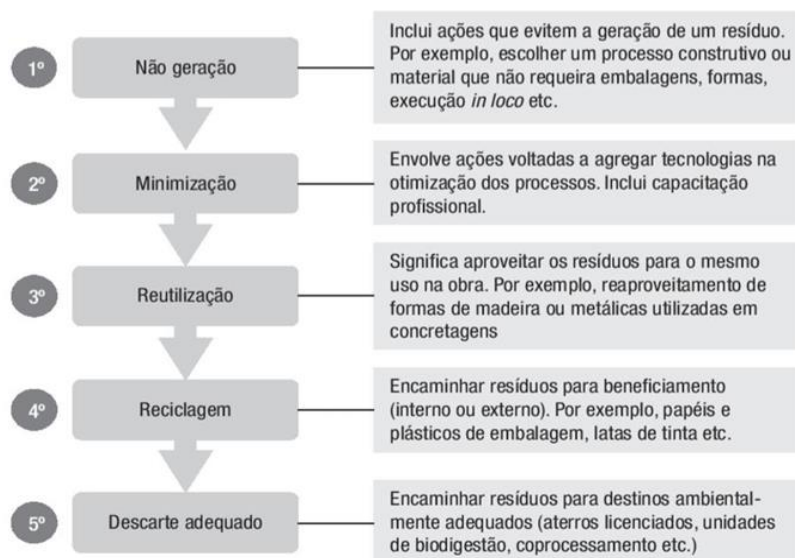 1º
Não geração
Inclui ações que evitem a geração de um resíduo.
Por exemplo, escolher um processo construtivo ou
material que não requeira embalagens, formas,
execução in loco etc.
2º
Minimização
Envolve ações voltadas a agregar tecnologias na
otimização dos processos. Inclui capacitação
profissional.
3º
Reutilização
Significa aproveitar os resíduos para o mesmo
uso na obra. Por exemplo, reaproveitamento de
formas de madeira ou metálicas utilizadas em
concretagens
4º
Reciclagem
Encaminhar resíduos para beneficiamento
(interno ou externo). Por exemplo, papéis e
plásticos de embalagem, latas de tinta etc.
5º
Descarte adequado
Encaminhar resíduos para destinos ambiental-
mente adequados (aterros licenciados, unidades
de biodigestão, coprocessamento etc.)